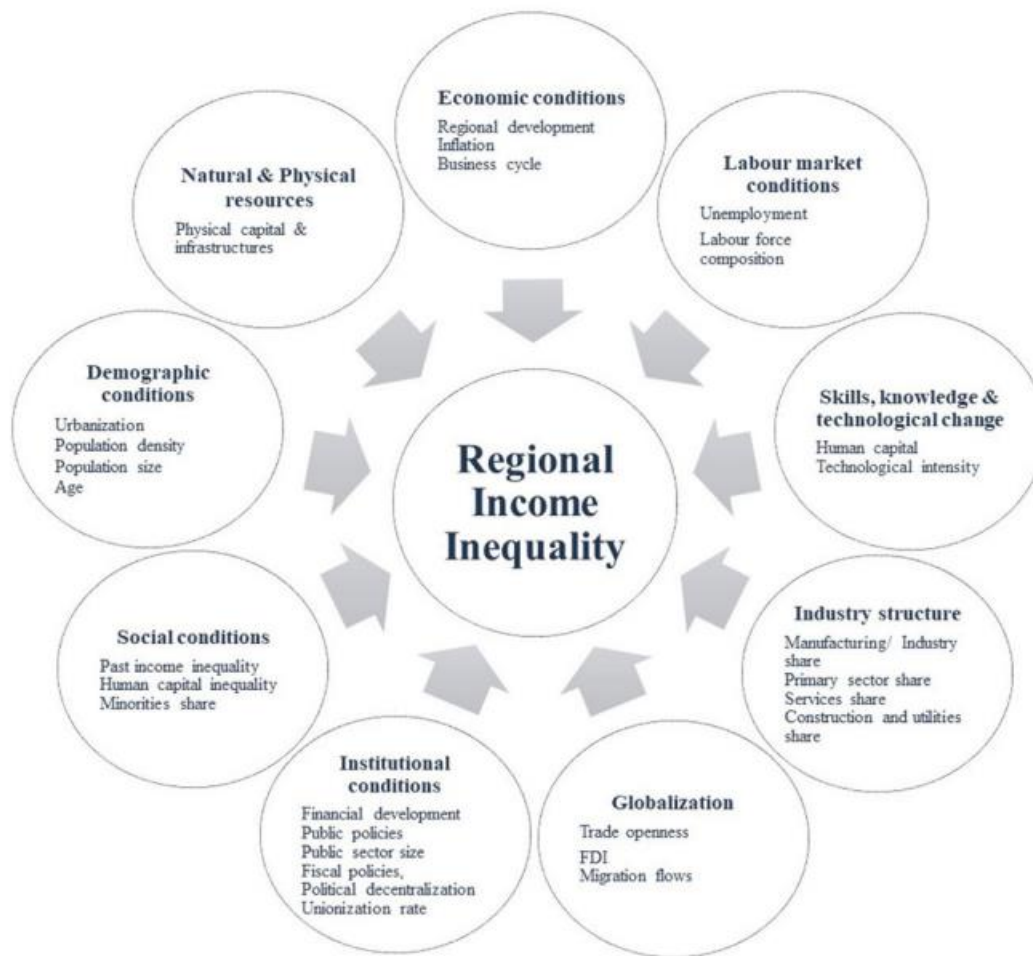 Economic conditions
Regional development
Inflation
Business cycle
Labour market
conditions
Unemployment
Labour force
composition
Skills, knowledge &
technological change
Human capital
Technological intensity
Industry structure
Manufacturing/ Industry
share
Primary sector share
Services share
Construction and utilities
share
Globalization
Trade openness
FDI
Migration flows
Institutional
conditions
Financial development
Public policies
Public sector size
Fiscal policies,
Political decentralization
Unionization rate
Social conditions
Past income inequality
Human capital inequality
Minorities share
Demographic
conditions
Urbanization
Population density
Population size
Age
Natural & Physical
resources
Physical capital &
infrastructures
Regional
Income
Inequality